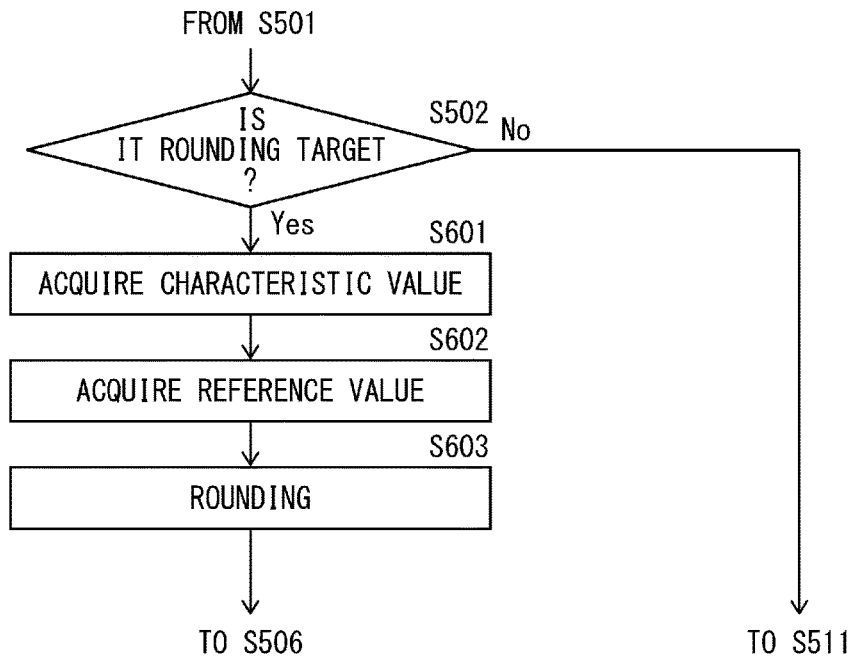 FROM S501
S502
IS
IT ROUNDING TARGET
?
No
Yes
S601
ACQUIRE CHARACTERISTIC VALUE
S602
ACQUIRE REFERENCE VALUE
S603
ROUNDING
TO S506
TO S511